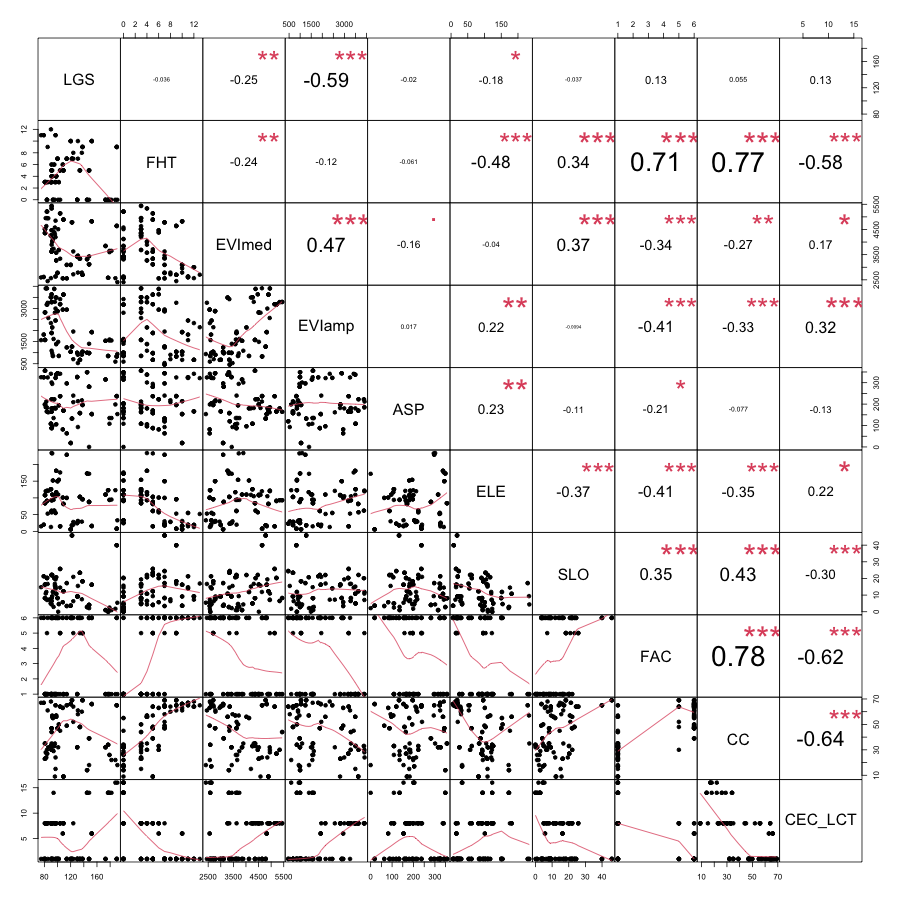 0 2 4 6 8 12 500 1500 3000 0 50 150 1 2 3 4 5 6 5 10 15
** *** *
LGS -0.036 -0.25 -0.59 -0.02 -0.18 -0.037 0.13 0.055 0.13 80 120 160
** *** *** *** *** ***
0 2 4 6 8 12 FHT -0.24 -0.12 -0.061 -0.48 0.34 0.71 0.77 -0.58
*** . *** *** ** *
EVImed 0.47 -0.16 -0.04 0.37 -0.34 -0.27 0.17 2500 3500 4500 5500
** *** *** ***
500 1500 3000 EVIamp 0.017 0.22 -0.0094 -0.41 -0.33 0.32
** *
ASP 0.23 -0.11 -0.21 -0.077 -0.13 0 100 200 300
*** *** *** *
0 50 150 ELE -0.37 -0.41 -0.35 0.22
*** *** ***
SLO 0.35 0.43 -0.30 0 10 20 30 40
*** ***
1 2 3 4 5 6 FAC 0.78 -0.62
***
CC -0.64 10 30 50 70
5 10 15 CEC_LCT
80 120 160 2500 3500 4500 5500 0 100 200 300 0 10 20 30 40 10 30 50 70